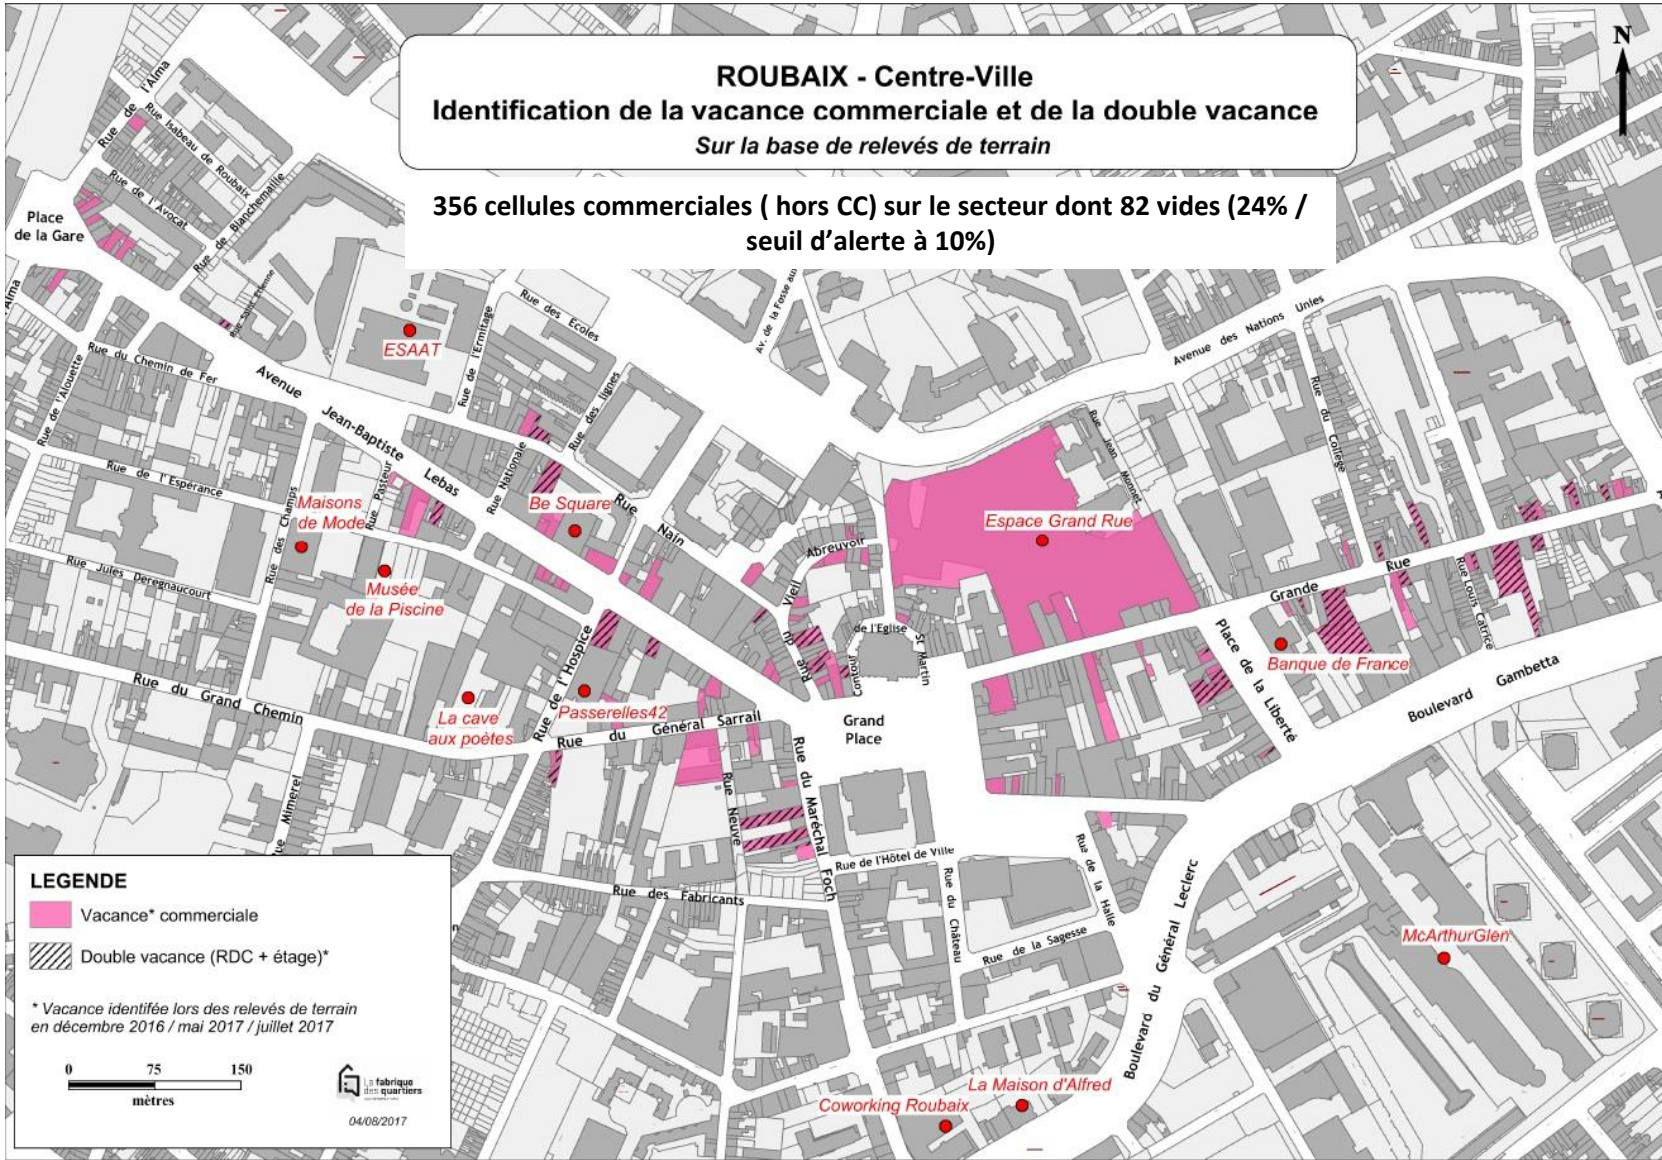 ROUBAIX - Centre-Ville
Identification de la vacance commerciale et de la double vacance
Sur la base de relevés de terrain
N
356 cellules commerciales ( hors CC) sur le secteur dont 82 vides (24% /
seuil d'alerte à 10%)
Rue de l'Alma
Rue Isabeau de Roubaix
Rue de l'Avocat
Rue de Blanchemaille
Place
de la Gare
Rue Saint Etienne
Alma
ESAAT
Rue de l'Ermitage
Rue des Ecoles
Av. de la Fosse aux
Avenue des Nations Unies
Rue du Chemin de Fer
Rue de l'Alouette
Avenue Jean-Baptiste Lebas
Rue des lignes
Rue Nationale
Rue Jean Monnet
Rue du College
Rue de l'Espérance
Rue Pasteur
Rue des Champs
Maisons
de Mode
Be Square
Rue Nain
Espace Grand Rue
Abreuvoir
Rue du Vieil
Rue Jules Deregnaucourt
Musée
de la Piscine
Grande Rue
Rue Louis Catrice
de l'Eglise
St Martin
Contour
Place de la Liberté
Banque de France
Rue de l'Hospice
Rue du Grand Chemin
La cave
aux poètes
Passerelles42
Rue du Général Sarrail
Grand
Place
Boulevard Gambetta
Rue Mimerel
Rue Neuve
Rue du Maréchal Foch
Rue de l'Hôtel de Ville
Rue de la Halle
Rue des Fabricants
Rue du Château
Rue de la Sagesse
Boulevard du Général Leclerc
McArthurGlen
La Maison d'Alfred
Coworking Roubaix
LEGENDE
Vacance* commerciale
Double vacance (RDC + étage)*
* Vacance identifée lors des relevés de terrain
en décembre 2016 / mai 2017 / juillet 2017
0 75 150
mètres
La fabrique
des quartiers
04/08/2017